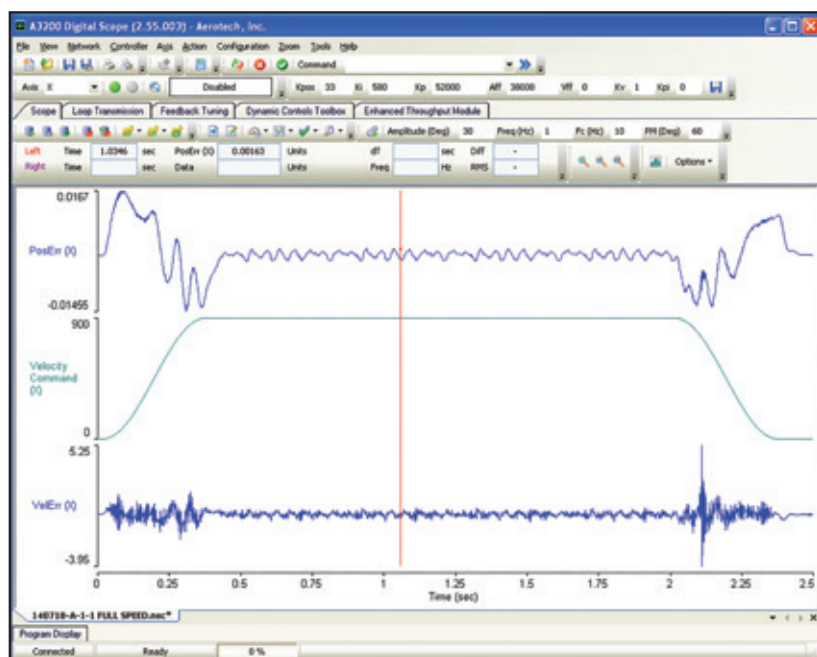 A3200 Digital Scope (2.55.003) - Aerotech, Inc.
File View Network Controller Axis Action Configuration Zoom Tools Help
Command
Axis X Disabled Kpos 33 Ki 580 Kp 52000 Aff 38000 Vff 0 Kv 1 Kpi 0
Scope Loop Transmission Feedback Tuning Dynamic Controls Toolbox Enhanced Throughput Module
Amplitude (Deg) 30 Freq (Hz) 1 Fc (Hz) 10 PM (Deg) 60
Left Time 1.0346 sec PosErr (X) 0.00163 Units df sec Diff -
Right Time sec Data Units Freq Hz RMS -
Options
0.0167
PosErr (X)
-0.01455
900
Velocity
Command
(X)
0
5.25
VelErr (X)
-3.95
0 0.25 0.5 0.75 1 1.25 1.5 1.75 2 2.25 2.5
Time (sec)
140718-A-1-1 FULL SPEED.nsc*
Program Display
Connected Ready 0 %